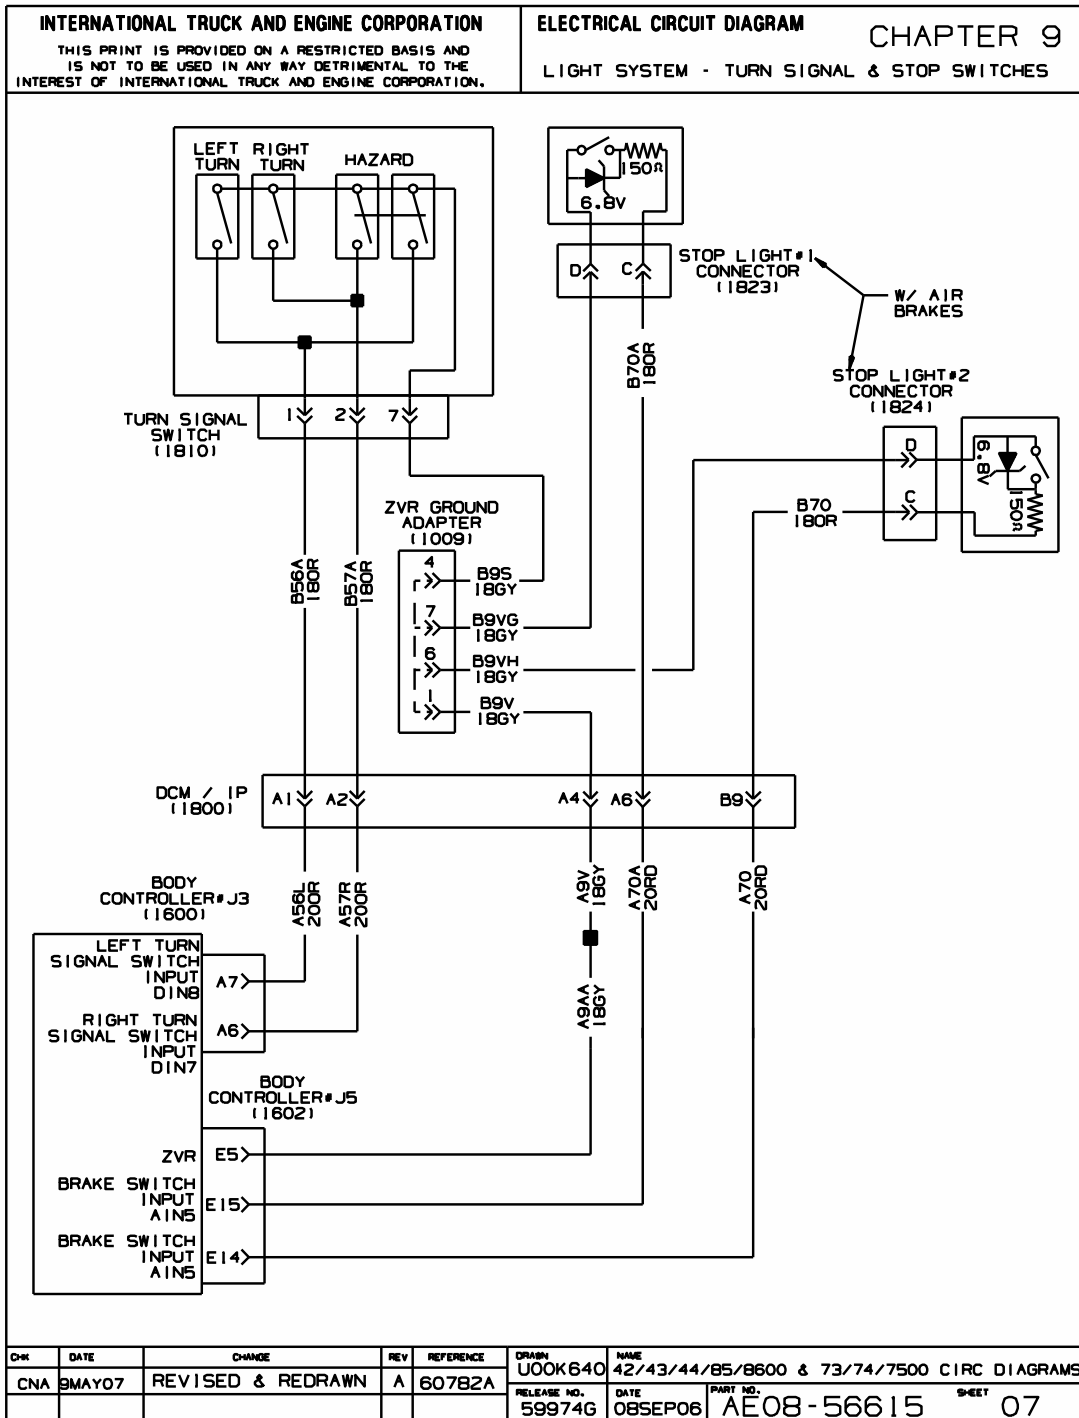 INTERNATIONAL TRUCK AND ENGINE CORPORATION
THIS PRINT IS PROVIDED ON A RESTRICTED BASIS AND
IS NOT TO BE USED IN ANY WAY DETRIMENTAL TO THE
INTEREST OF INTERNATIONAL TRUCK AND ENGINE CORPORATION.
ELECTRICAL CIRCUIT DIAGRAM
CHAPTER 9
LIGHT SYSTEM - TURN SIGNAL & STOP SWITCHES
LEFT
TURN
RIGHT
TURN
HAZARD
150Ω
6.8V
D
C
STOP LIGHT#1
CONNECTOR
(1823)
W/ AIR
BRAKES
B70A
18OR
STOP LIGHT#2
CONNECTOR
(1824)
TURN SIGNAL
SWITCH
(1810)
1
2
7
D
C
6.8V
150Ω
B70
18OR
ZVR GROUND
ADAPTER
(1009)
B56A
18OR
B57A
18OR
4
B9S
18GY
7
B9VG
18GY
6
B9VH
18GY
1
B9V
18GY
DCM / IP
(1800)
A1
A2
A4
A6
B9
A56L
20OR
A57R
20OR
A9V
18GY
A70A
20RD
A70
20RD
BODY
CONTROLLER#J3
(1600)
LEFT TURN
SIGNAL SWITCH
INPUT
DIN8
A7
RIGHT TURN
SIGNAL SWITCH
INPUT
DIN7
A6
A9AA
18GY
BODY
CONTROLLER#J5
(1602)
ZVR
E5
BRAKE SWITCH
INPUT
AIN5
E15
BRAKE SWITCH
INPUT
AIN5
E14
CHK
DATE
CHANGE
REV
REFERENCE
CNA
9MAY07
REVISED & REDRAWN
A
60782A
DRAWN
U00K640
NAME
42/43/44/85/8600 & 73/74/7500 CIRC DIAGRAMS
RELEASE NO.
59974G
DATE
08SEP06
PART NO.
AE08-56615
SHEET
07